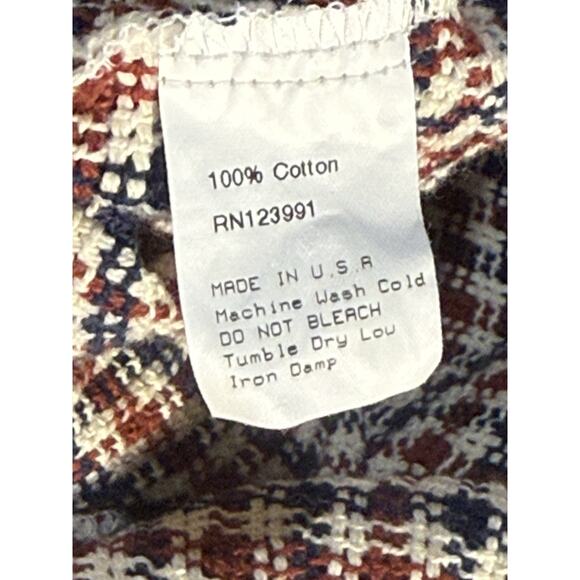 100% Cotton
RN123991
MADE IN U.S.A
Machine Wash Cold
DO NOT BLEACH
Tumble Dry Low
Iron Damp